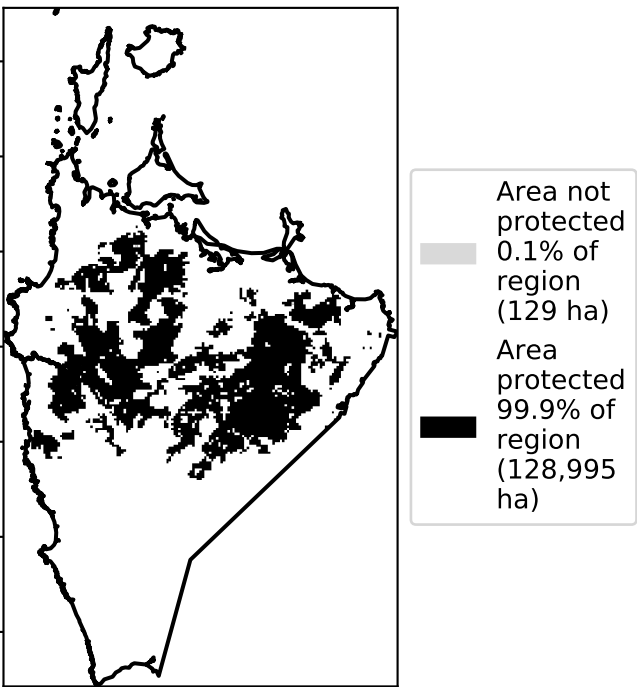 Area not
protected
0.1% of
region
(129 ha)
Area
protected
99.9% of
region
(128,995
ha)